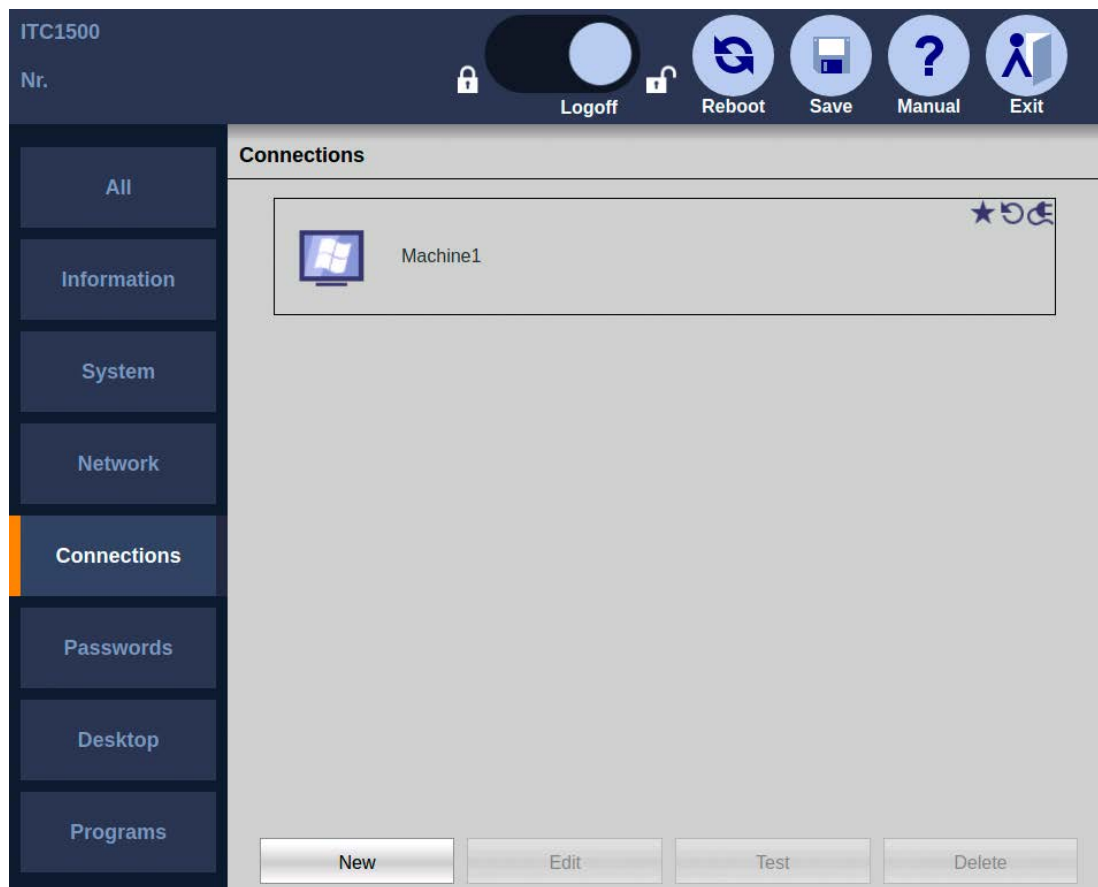 ITC1500
Nr.
Logoff
Reboot
Save
Manual
Exit
?
All
Information
System
Network
Connections
Passwords
Desktop
Programs
Connections
Machine1
New
Edit
Test
Delete